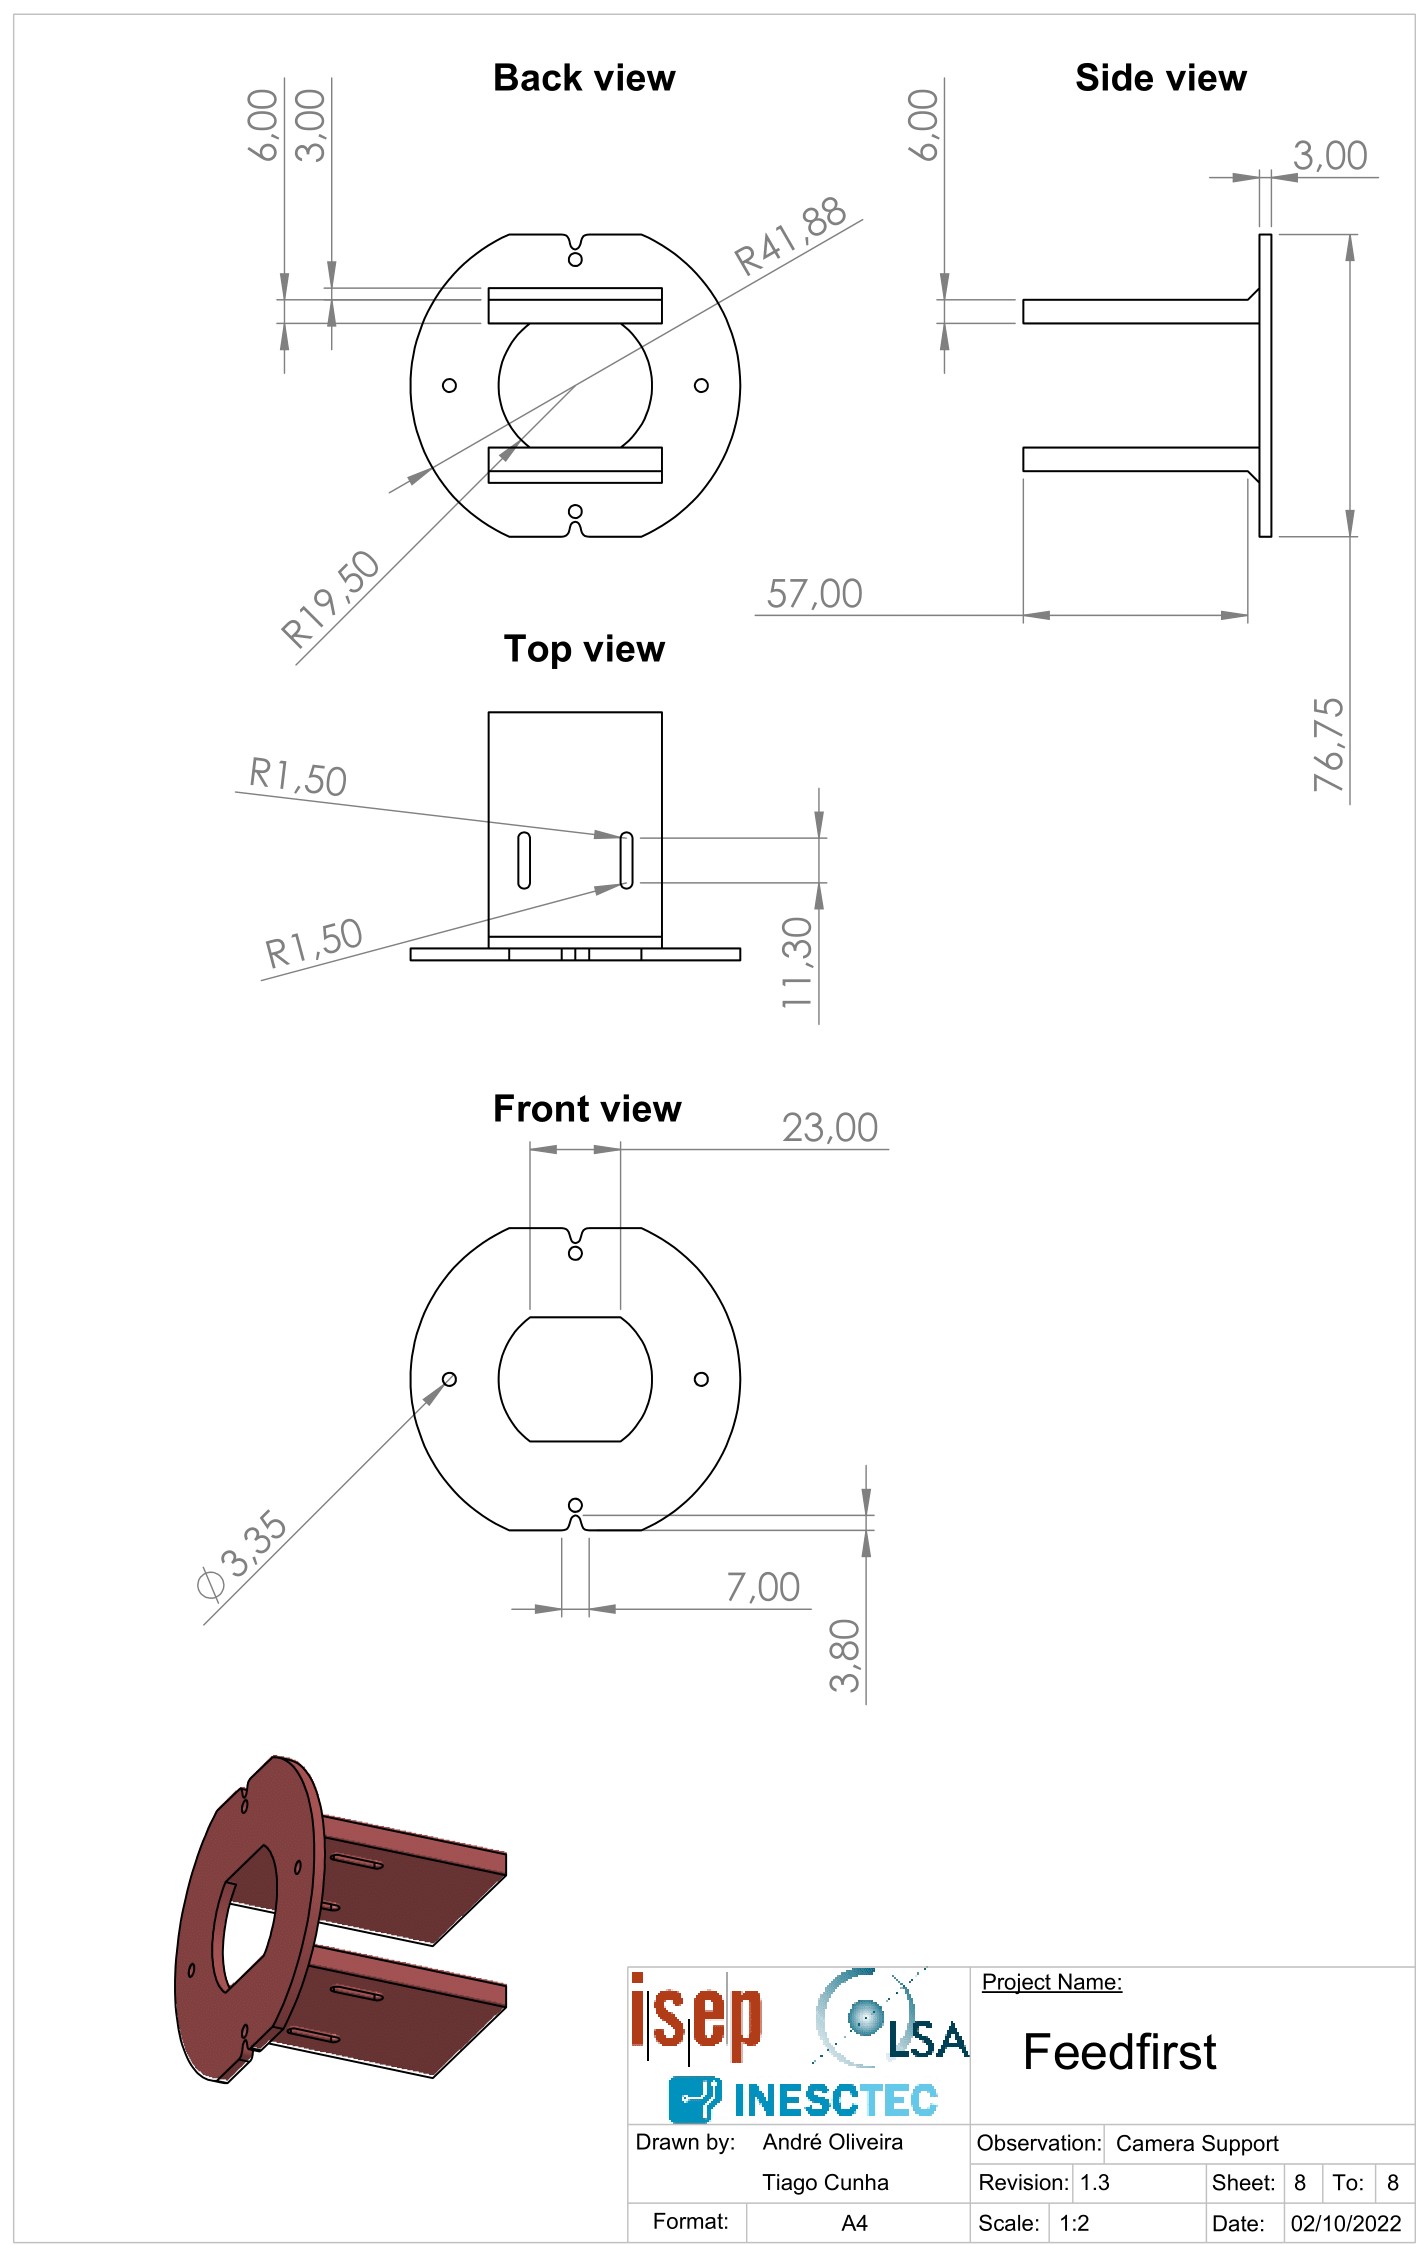 Back view
Side view
6,00
3,00
6,00
3,00
R41,88
R19,50
57,00
76,75
Top view
R1,50
R1,50
11,30
Front view
23,00
Ø3,35
7,00
3,80
isep
LSA
INESCTEC
Project Name:
Feedfirst
Drawn by: André Oliveira
Tiago Cunha
Observation: Camera Support
Revision: 1.3 Sheet: 8 To: 8
Format: A4
Scale: 1:2 Date: 02/10/2022